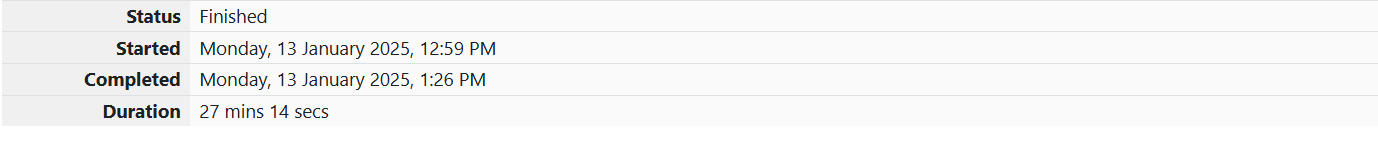 Status Finished
Started Monday, 13 January 2025, 12:59 PM
Completed Monday, 13 January 2025, 1:26 PM
Duration 27 mins 14 secs